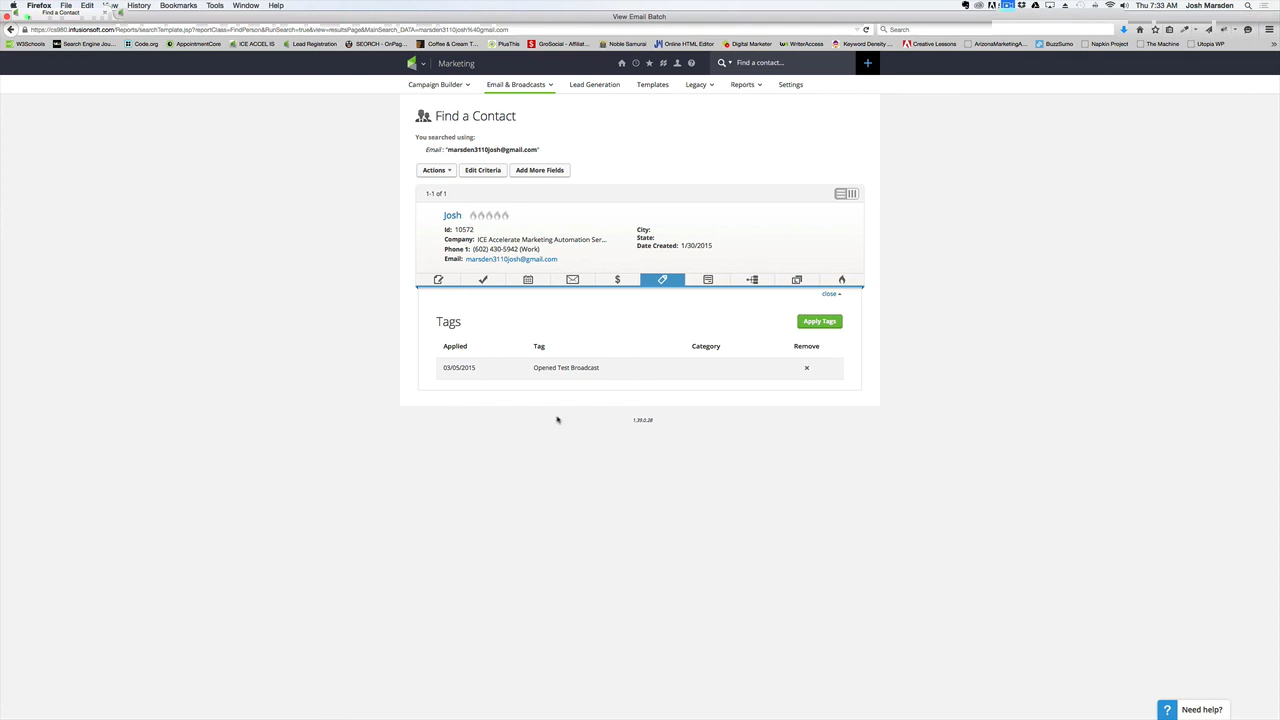 Firefox File Edit View History Bookmarks Tools Window Help Thu 7:33 AM Josh Marsden
Find a Contact
View Email Batch
https://cs980.infusionsoft.com/Reports/searchTemplate.jsp?reportClass=FindPerson&RunSearch=true&view=resultsPage&MainSearch_DATA=marsden3110josh%40gmail.com Search
W3Schools Search Engine Jour... Code.org AppointmentCore ICE ACCEL IS Lead Registration SEORCH - OnPag... Coffee & Cream T... PlusThis GroSocial - Affiliat... Noble Samurai Online HTML Editor Digital Marketer WriterAccess Keyword Density ... Creative Lessons ArizonaMarketingA... BuzzSumo Napkin Project The Machine Utopia WP
Marketing Find a contact...
Campaign Builder Email & Broadcasts Lead Generation Templates Legacy Reports Settings
Find a Contact
You searched using:
Email: "marsden3110josh@gmail.com"
Actions Edit Criteria Add More Fields
1-1 of 1
Josh
Id: 10572
Company: ICE Accelerate Marketing Automation Ser...
Phone 1: (602) 430-5942 (Work)
Email: marsden3110josh@gmail.com
City:
State:
Date Created: 1/30/2015
close
Tags Apply Tags
Applied Tag Category Remove
03/05/2015 Opened Test Broadcast ×
1.39.0.28
? Need help?